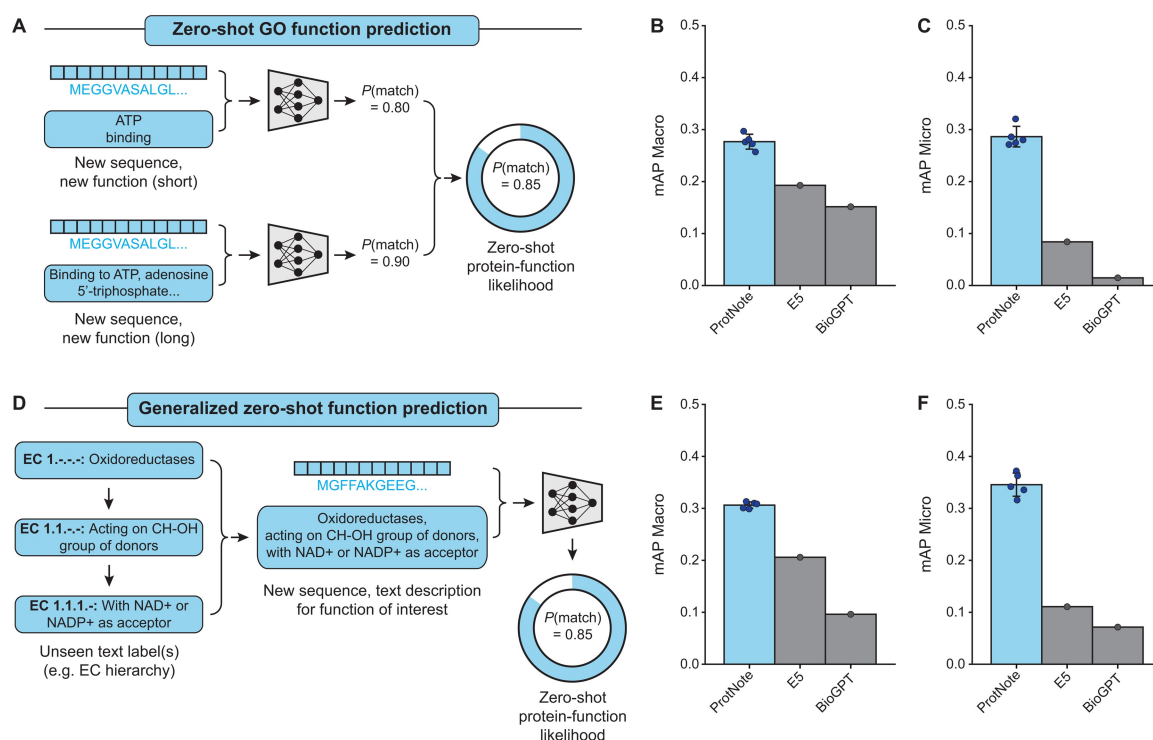 A
Zero-shot GO function prediction
MEGGVASALGL...
ATP
binding
New sequence,
new function (short)
P(match)
= 0.80
MEGGVASALGL...
Binding to ATP, adenosine
5'-triphosphate...
New sequence,
new function (long)
P(match)
= 0.90
P(match)
= 0.85
Zero-shot
protein-function
likelihood
B
mAP Macro
0.5
0.4
0.3
0.2
0.1
0.0
ProtNote
E5
BioGPT
C
mAP Micro
0.5
0.4
0.3
0.2
0.1
0.0
ProtNote
E5
BioGPT
D
Generalized zero-shot function prediction
EC 1.-.-.-: Oxidoreductases
EC 1.1.-.-: Acting on CH-OH
group of donors
EC 1.1.1.-: With NAD+ or
NADP+ as acceptor
Unseen text label(s)
(e.g. EC hierarchy)
MGFFAKGEEG...
Oxidoreductases,
acting on CH-OH group of donors,
with NAD+ or NADP+ as acceptor
New sequence, text description
for function of interest
P(match)
= 0.85
Zero-shot
protein-function
likelihood
E
mAP Macro
0.5
0.4
0.3
0.2
0.1
0.0
ProtNote
E5
BioGPT
F
mAP Micro
0.5
0.4
0.3
0.2
0.1
0.0
ProtNote
E5
BioGPT